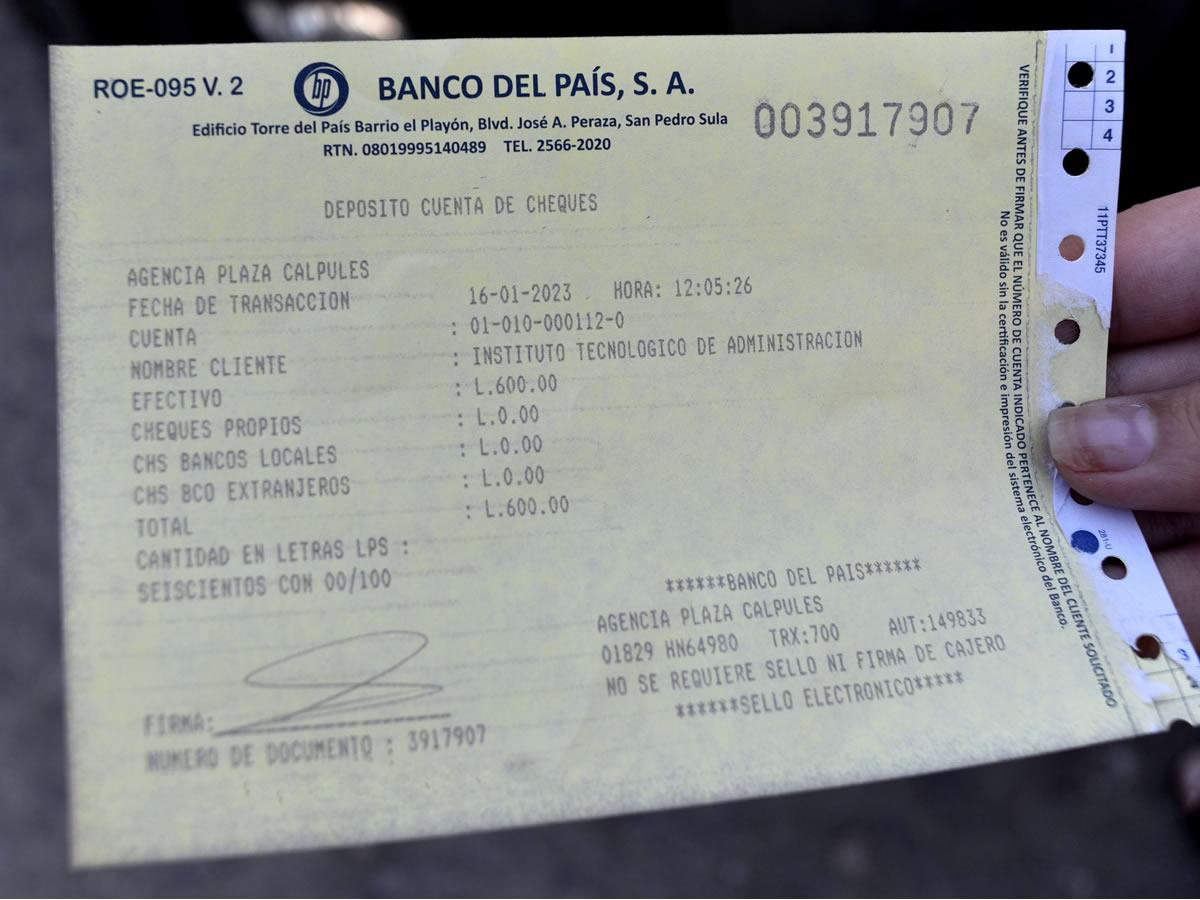 ROE-095 V. 2
bp
BANCO DEL PAÍS, S. A.
Edificio Torre del País Barrio el Playón, Blvd. José A. Peraza, San Pedro Sula
RTN. 08019995140489 TEL. 2566-2020
003917907
DEPOSITO CUENTA DE CHEQUES
AGENCIA PLAZA CALPULES
FECHA DE TRANSACCION 16-01-2023 HORA: 12:05:26
CUENTA : 01-010-000112-0
NOMBRE CLIENTE : INSTITUTO TECNOLOGICO DE ADMINISTRACION
EFECTIVO : L.600.00
CHEQUES PROPIOS : L.0.00
CHS BANCOS LOCALES : L.0.00
CHS BCO EXTRANJEROS : L.0.00
TOTAL : L.600.00
CANTIDAD EN LETRAS LPS :
SEISCIENTOS CON 00/100
******BANCO DEL PAIS******
AGENCIA PLAZA CALPULES
01829 HN64980 TRX:700 AUT:149833
NO SE REQUIERE SELLO NI FIRMA DE CAJERO
******SELLO ELECTRONICO*****
FIRMA:
NUMERO DE DOCUMENTO : 3917907
VERIFIQUE ANTES DE FIRMAR QUE EL NÚMERO DE CUENTA INDICADO PERTENECE AL NOMBRE DEL CLIENTE SOLICITADO
No es válido sin la certificación e impresión del sistema electrónico del Banco.
1
2
3
4
11PTT37345
281-U
3